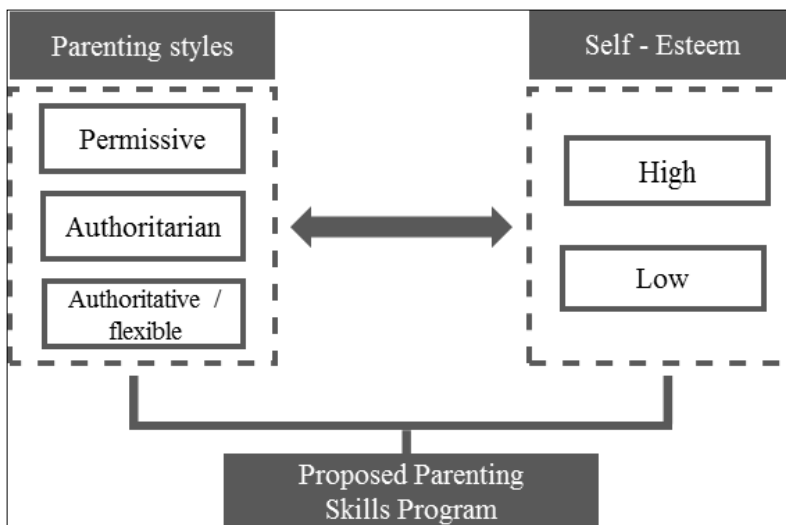 Parenting styles
Permissive
Authoritarian
Authoritative /
flexible
Self - Esteem
High
Low
Proposed Parenting
Skills Program